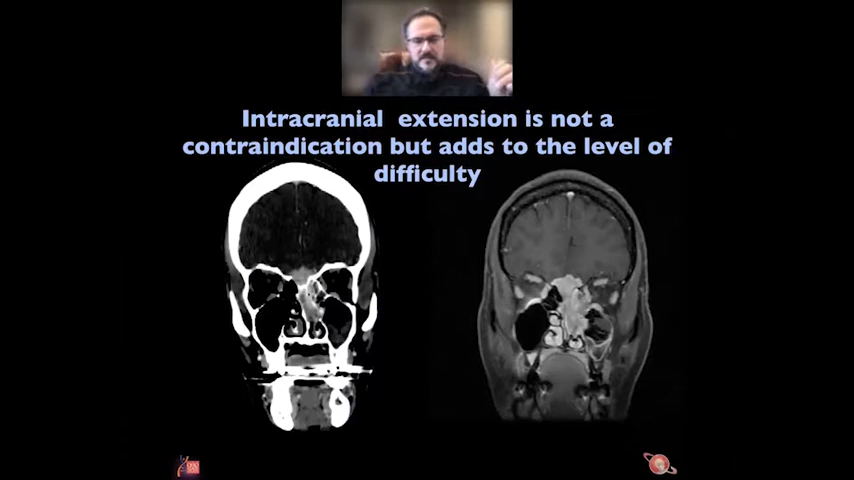 Intracranial extension is not a
contraindication but adds to the level of
difficulty